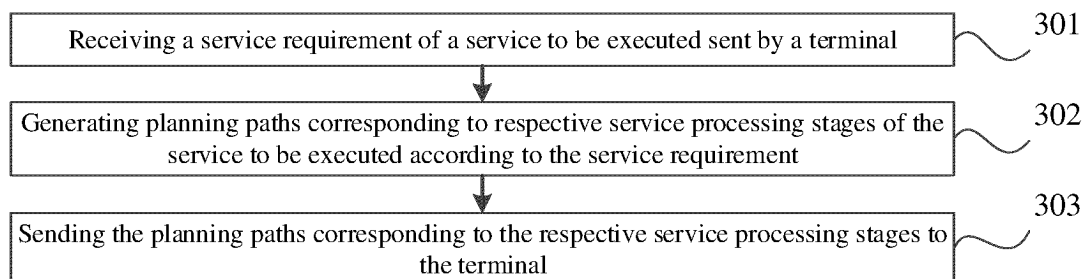 Receiving a service requirement of a service to be executed sent by a terminal
301
Generating planning paths corresponding to respective service processing stages of the
service to be executed according to the service requirement
302
Sending the planning paths corresponding to the respective service processing stages to
the terminal
303